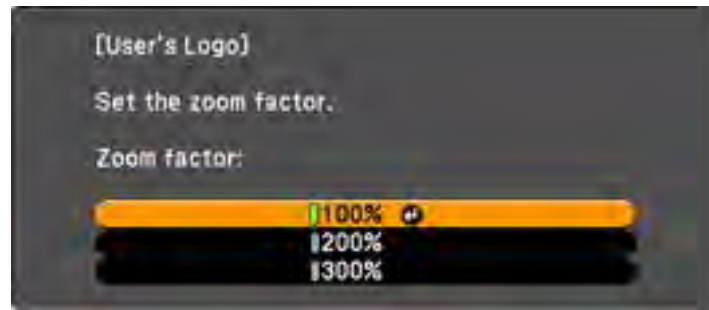 [User's Logo]
Set the zoom factor.
Zoom factor:
100%
200%
300%